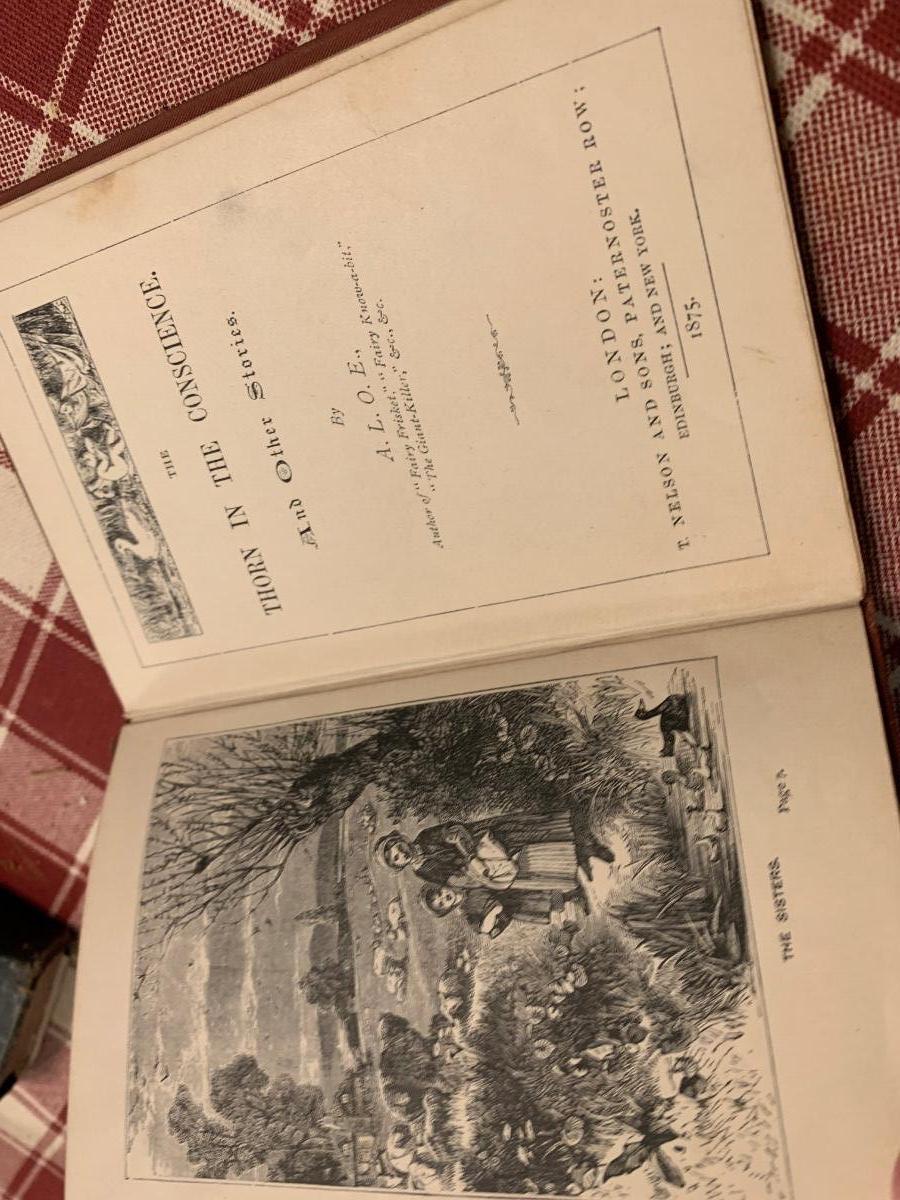 THE
THORN IN THE CONSCIENCE.
And Other Stories.
By
A. L. O. E.,
Author of "Fairy Frisket," "Fairy Know-a-bit,"
"The Giant-Killer," &c., &c.
LONDON:
T. NELSON AND SONS, PATERNOSTER ROW;
EDINBURGH; AND NEW YORK.
1875.
THE SISTERS.
Page